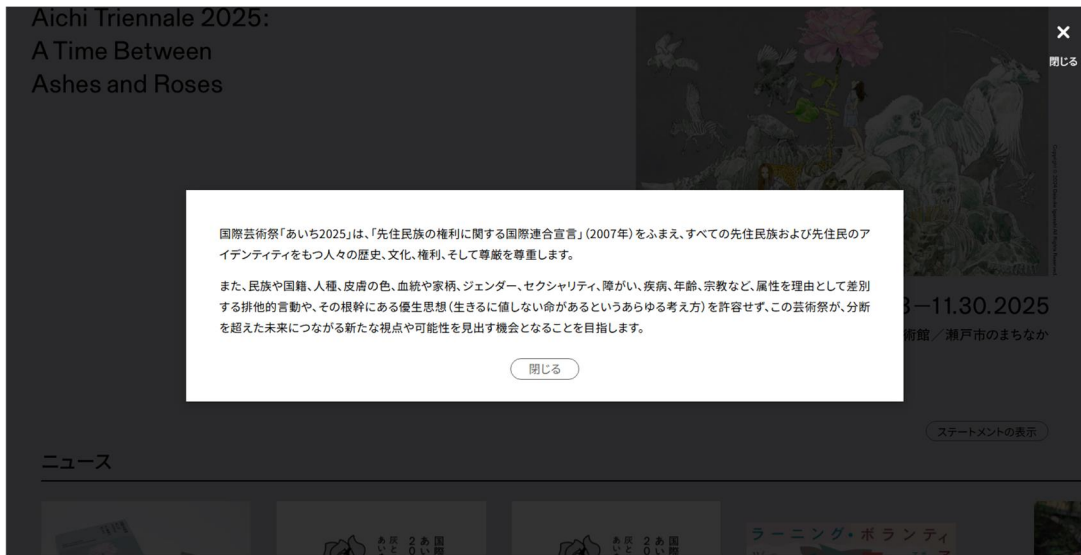 Aichi Triennale 2025:
A Time Between
Ashes and Roses
×
閉じる
国際芸術祭「あいち2025」は、「先住民族の権利に関する国際連合宣言」（2007年）をふまえ、すべての先住民族および先住民のア
イデンティティをもつ人々の歴史、文化、権利、そして尊厳を尊重します。
また、民族や国籍、人種、皮膚の色、血統や家柄、ジェンダー、セクシャリティ、障がい、疾病、年齢、宗教など、属性を理由として差別
する排他的言動や、その根幹にある優生思想（生きるに値しない命があるというあらゆる考え方）を許容せず、この芸術祭が、分断
を超えた未来につながる新たな視点や可能性を見出す機会となることを目指します。
閉じる
–11.30.2025
術館／瀬戸市のまちなか
ステートメントの表示
ニュース
ラーニング・ボランティ